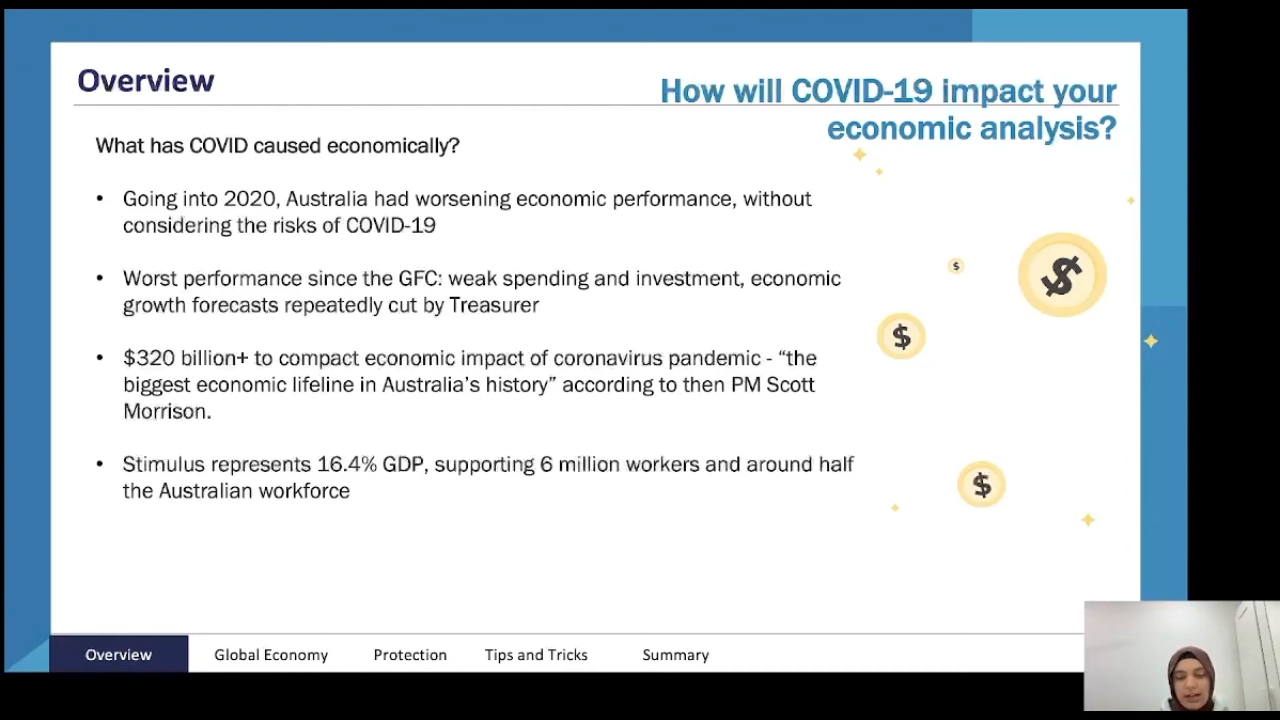 Overview
How will COVID-19 impact your
economic analysis?
What has COVID caused economically?
• Going into 2020, Australia had worsening economic performance, without
considering the risks of COVID-19
• Worst performance since the GFC: weak spending and investment, economic
growth forecasts repeatedly cut by Treasurer
• $320 billion+ to compact economic impact of coronavirus pandemic - “the
biggest economic lifeline in Australia’s history” according to then PM Scott
Morrison.
• Stimulus represents 16.4% GDP, supporting 6 million workers and around half
the Australian workforce
$
$
$
$
Overview Global Economy Protection Tips and Tricks Summary